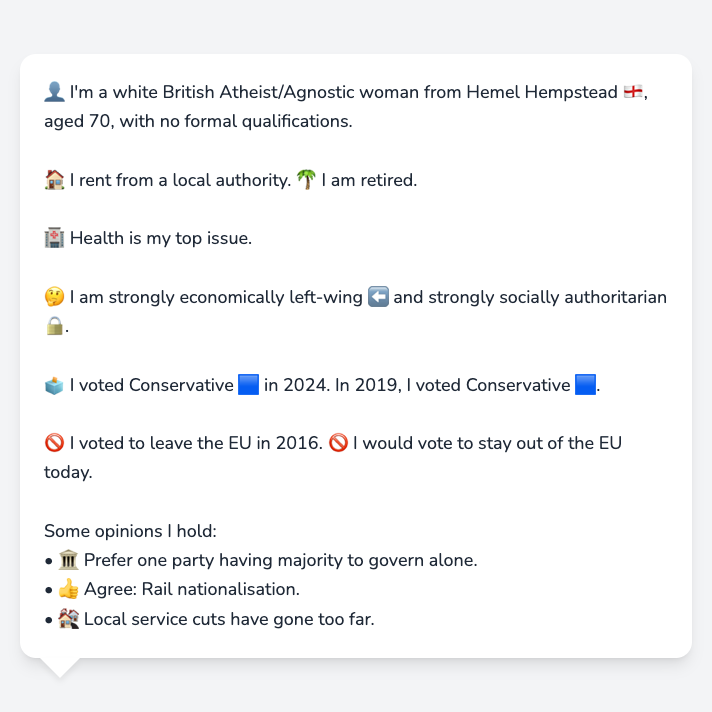 👤 I'm a white British Atheist/Agnostic woman from Hemel Hempstead 🏴󠁧󠁢󠁥󠁮󠁧󠁿,
aged 70, with no formal qualifications.
🏠 I rent from a local authority. 🌴 I am retired.
🏥 Health is my top issue.
🤔 I am strongly economically left-wing ⬅️ and strongly socially authoritarian
🔒.
🗳️ I voted Conservative 🟦 in 2024. In 2019, I voted Conservative 🟦.
🚫 I voted to leave the EU in 2016. 🚫 I would vote to stay out of the EU
today.
Some opinions I hold:
• 🏛️ Prefer one party having majority to govern alone.
• 👍 Agree: Rail nationalisation.
• 🏚️ Local service cuts have gone too far.